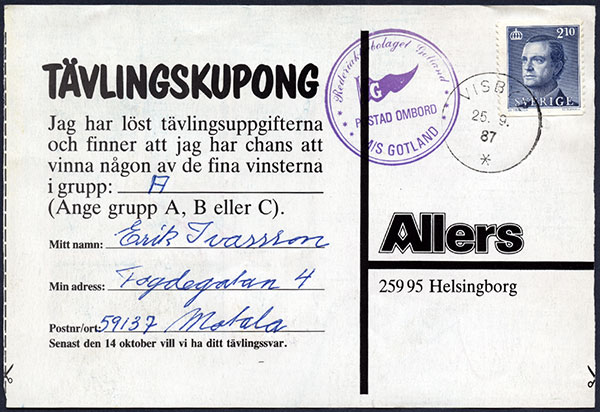 TÄVLINGSKUPONG
Jag har löst tävlingsuppgifterna
och finner att jag har chans att
vinna någon av de fina vinsterna
i grupp: A
(Ange grupp A, B eller C).
Mitt namn: Erik Ivarsson
Min adress: Fogdegatan 4
Postnr/ort: 59137 Motala
Senast den 14 oktober vill vi ha ditt tävlingssvar.
Rederiaktiebolaget Gotland
G
POSTAD OMBORD
M/S GOTLAND
VISBY
25. 9.
87
2.10
SVERIGE
Allers
259 95 Helsingborg